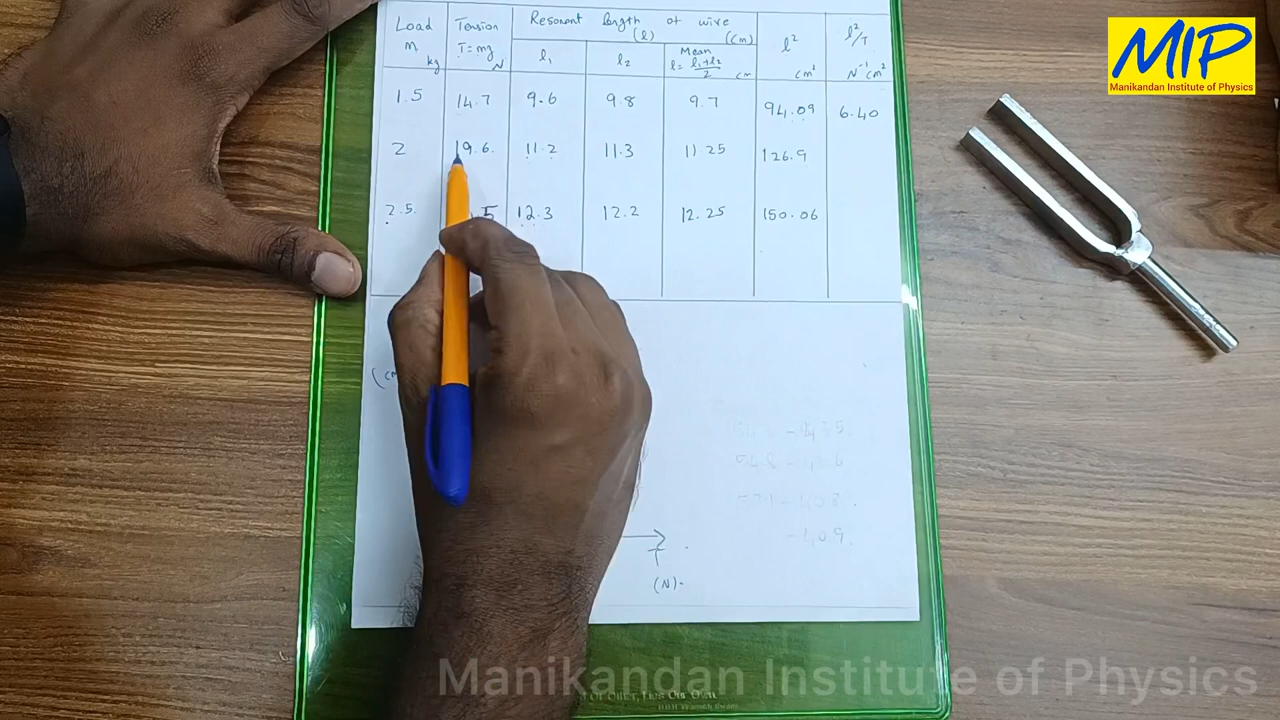 MIP
Manikandan Institute of Physics
Load m kg
Tension T = mg N
Resonant length of wire (l) (cm)
l₁
l₂
Mean l = l₁+l₂/2 cm
l² cm²
l²/T N⁻¹ cm²
1.5 14.7 9.6 9.8 9.7 94.09 6.40
2 19.6. 11.2 11.3 11 25 126.9
2.5. 5 12.3 12.2 12.25 150.06
T
(N).
Manikandan Institute of Physics